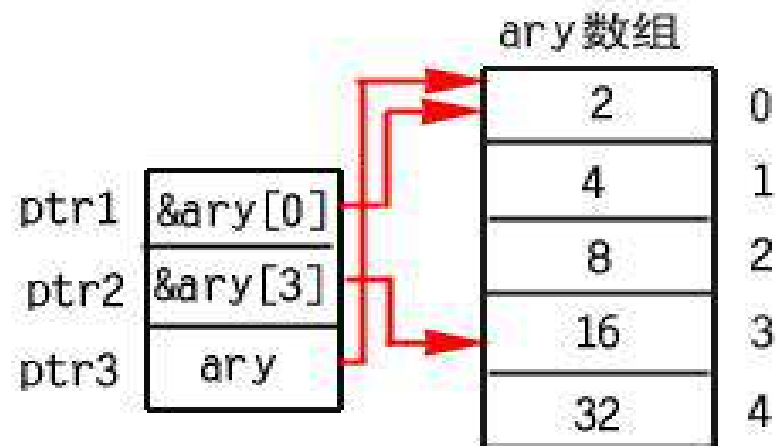 ary数组
2 0
4 1
ptr1 &ary[0]
8 2
ptr2 &ary[3]
16 3
ptr3 ary
32 4